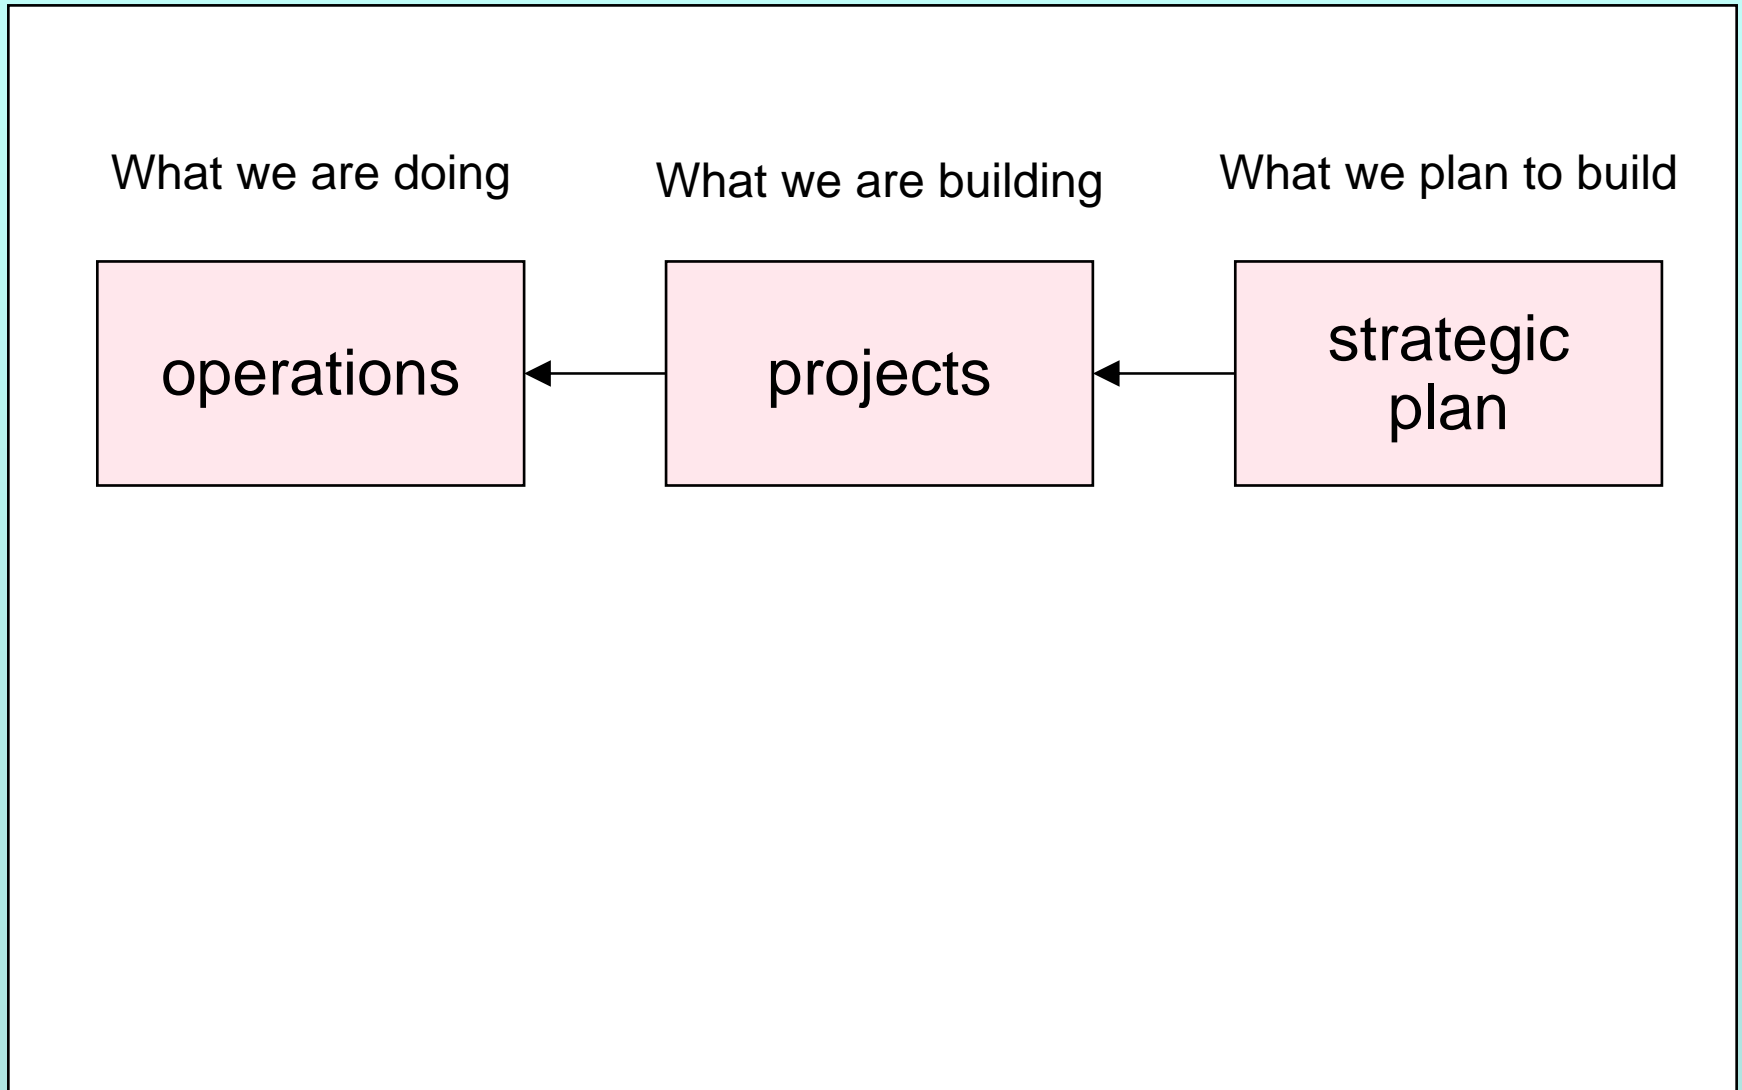 What we are doing
What we are building
What we plan to build
operations
projects
strategic
plan